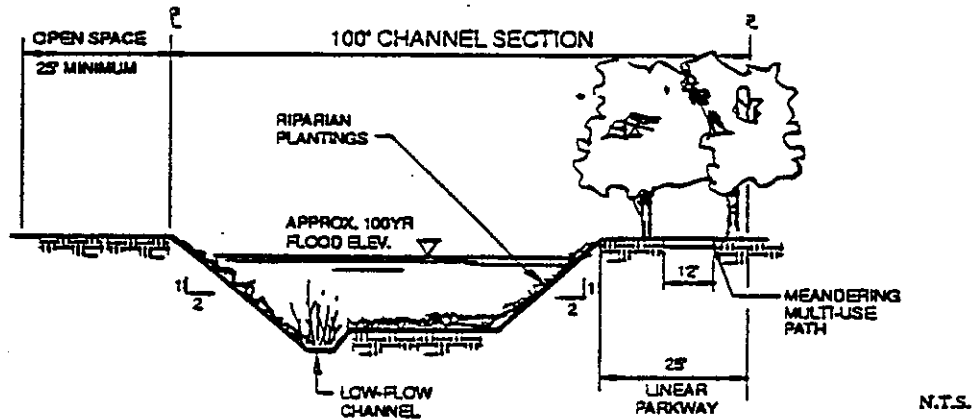 OPEN SPACE
25' MINIMUM
100' CHANNEL SECTION
RIPARIAN
PLANTINGS
APPROX. 100YR
FLOOD ELEV.
1
2
1
2
12'
MEANDERING
MULTI-USE
PATH
25'
LINEAR
PARKWAY
LOW-FLOW
CHANNEL
N.T.S.